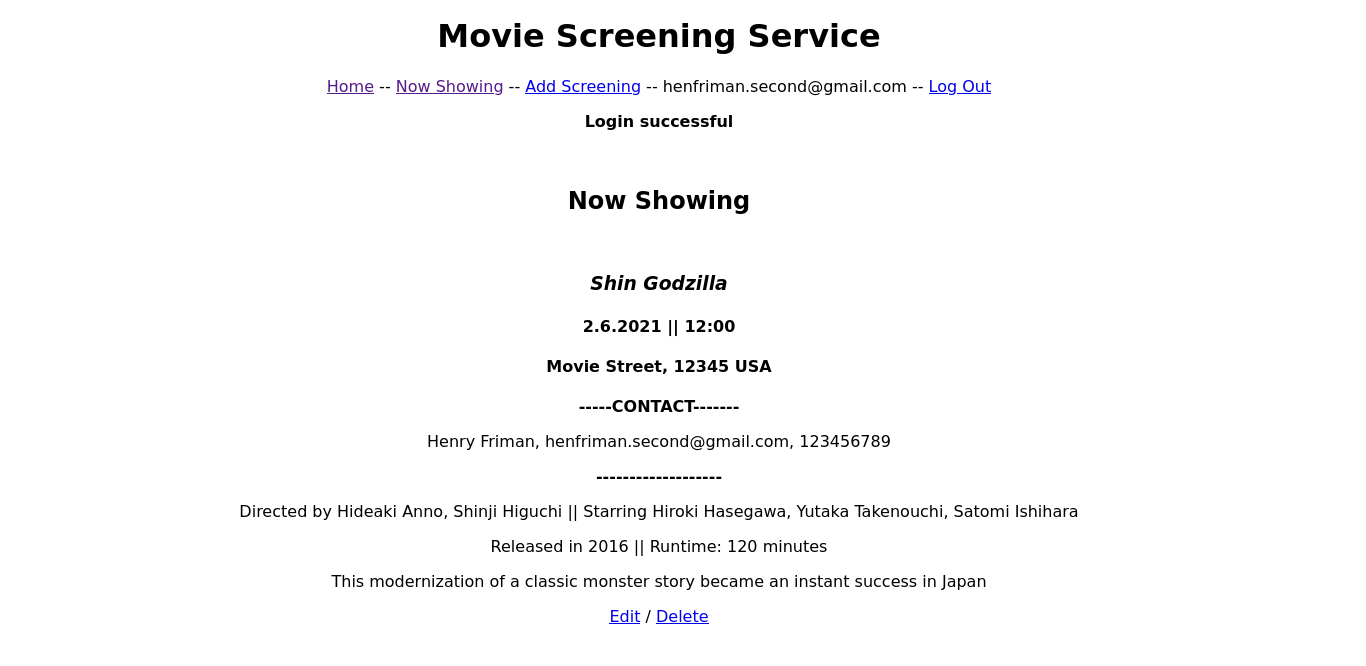 Movie Screening Service
Home -- Now Showing -- Add Screening -- henfriman.second@gmail.com -- Log Out
Login successful
Now Showing
Shin Godzilla
2.6.2021 || 12:00
Movie Street, 12345 USA
-----CONTACT-------
Henry Friman, henfriman.second@gmail.com, 123456789
-------------------
Directed by Hideaki Anno, Shinji Higuchi || Starring Hiroki Hasegawa, Yutaka Takenouchi, Satomi Ishihara
Released in 2016 || Runtime: 120 minutes
This modernization of a classic monster story became an instant success in Japan
Edit / Delete